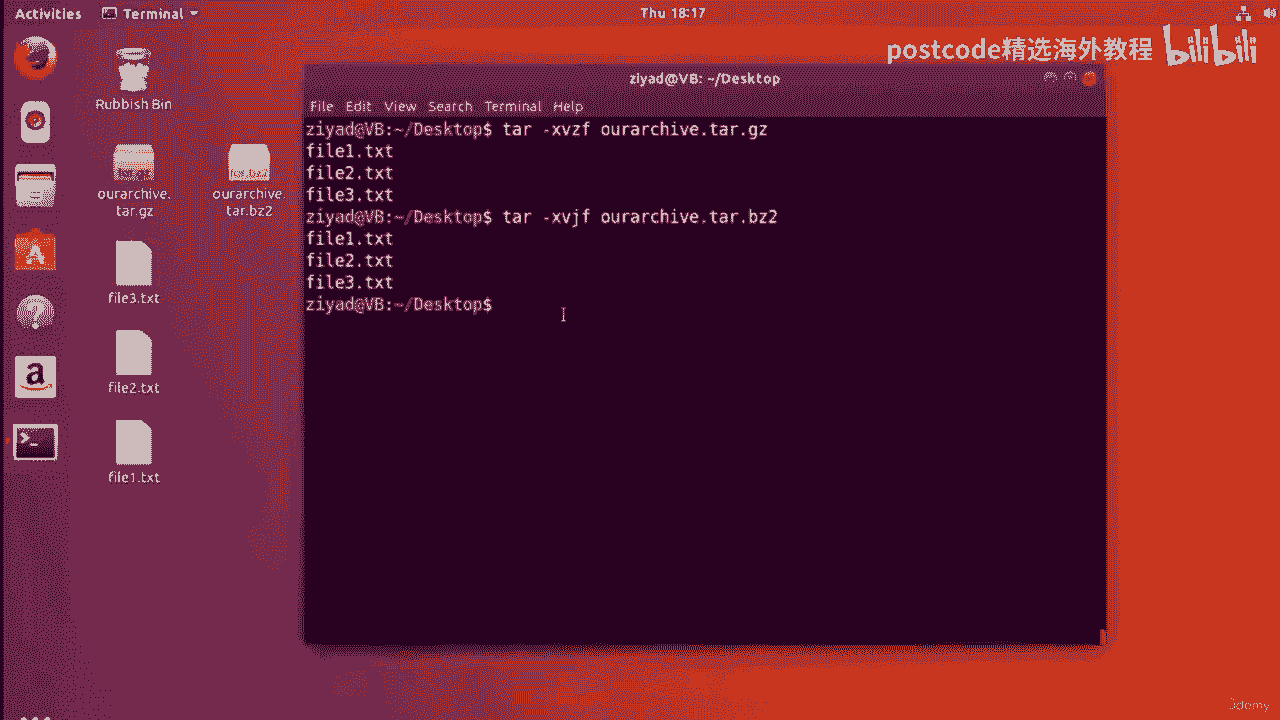 Activities Terminal Thu 18:17
postcode精选海外教程 bilibili
Rubbish Bin
ourarchive.
tar.gz
ourarchive.
tar.bz2
file3.txt
file2.txt
file1.txt
ziyad@VB: ~/Desktop
File Edit View Search Terminal Help
ziyad@VB:~/Desktop$ tar -xvzf ourarchive.tar.gz
file1.txt
file2.txt
file3.txt
ziyad@VB:~/Desktop$ tar -xvjf ourarchive.tar.bz2
file1.txt
file2.txt
file3.txt
ziyad@VB:~/Desktop$